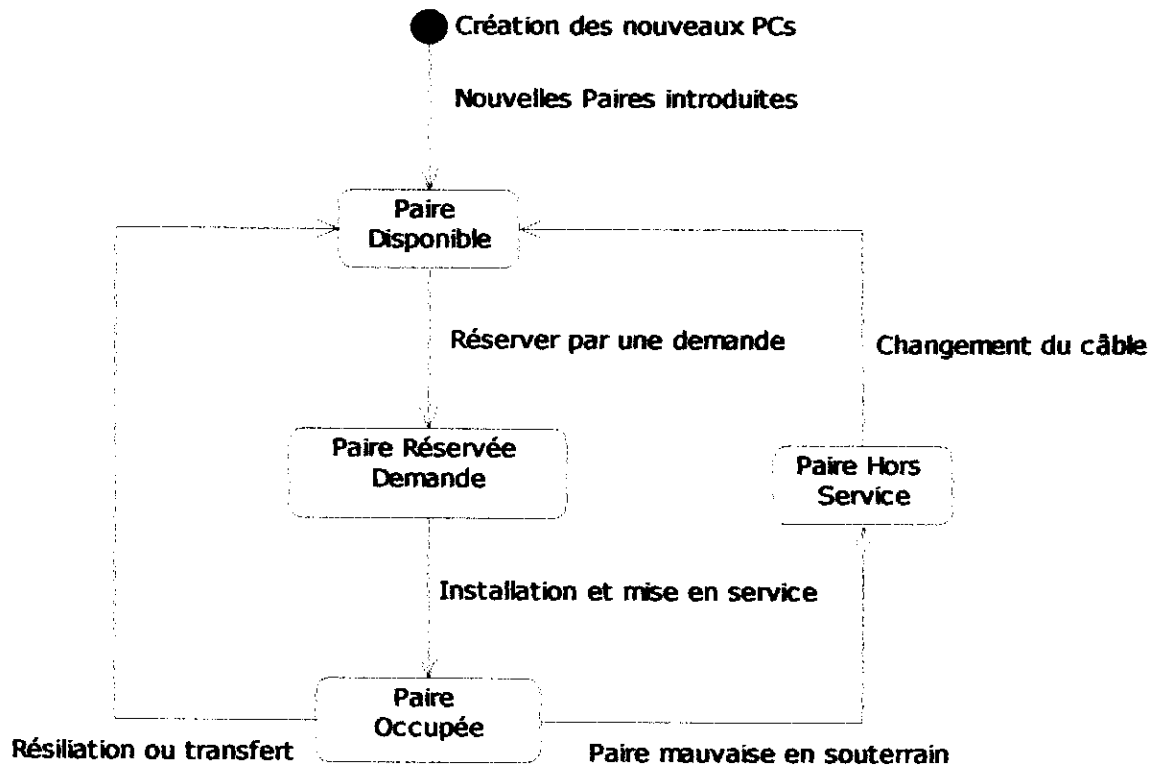 Création des nouveaux PCs
Nouvelles Paires introduites
Paire
Disponible
Réserver par une demande
Changement du câble
Paire Réservée
Demande
Paire Hors
Service
Installation et mise en service
Paire
Occupée
Résiliation ou transfert
Paire mauvaise en souterrain